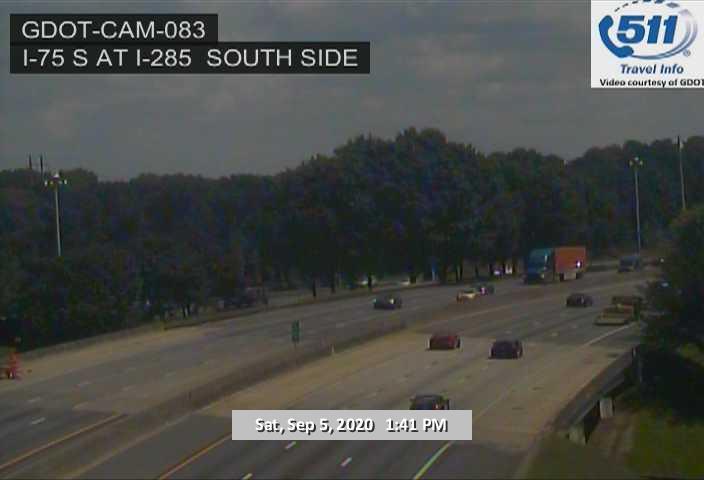 GDOT-CAM-083
I-75 S AT I-285 SOUTH SIDE
511
Travel Info
Video courtesy of GDOT
Sat, Sep 5, 2020 1:41 PM